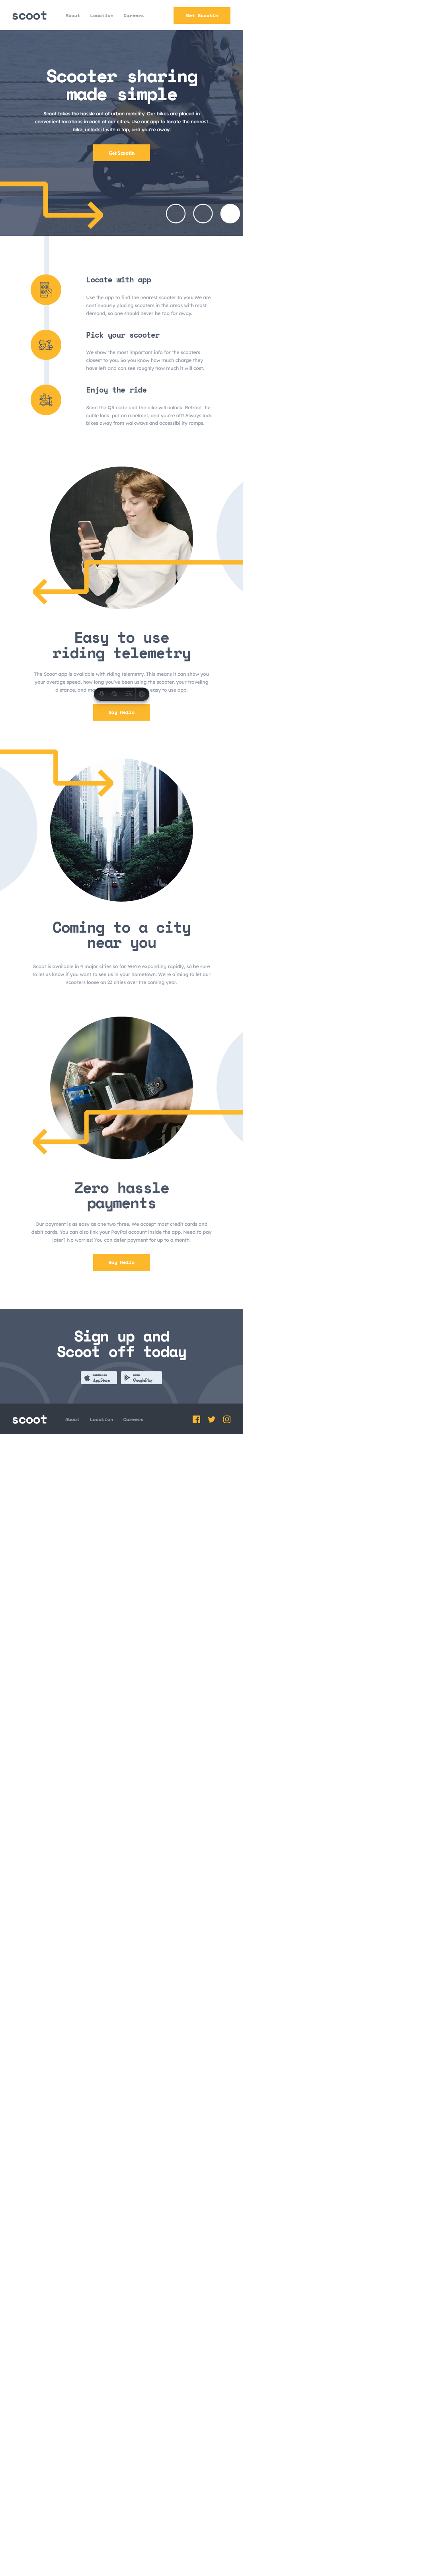 scoot
About Location Careers
Get Scootin
Scooter sharing
made simple
Scoot takes the hassle out of urban mobility. Our bikes are placed in
convenient locations in each of our cities. Use our app to locate the nearest
bike, unlock it with a tap, and you're away!
Get Scootin
Locate with app
Use the app to find the nearest scooter to you. We are
continuously placing scooters in the areas with most
demand, so one should never be too far away.
Pick your scooter
We show the most important info for the scooters
closest to you. So you know how much charge they
have left and can see roughly how much it will cost.
Enjoy the ride
Scan the QR code and the bike will unlock. Retract the
cable lock, put on a helmet, and you're off! Always lock
bikes away from walkways and accessibility ramps.
Easy to use
riding telemetry
The Scoot app is available with riding telemetry. This means it can show you
your average speed, how long you've been using the scooter, your traveling
distance, and easy to use app.
Say Hello
Coming to a city
near you
Scoot is available in 4 major cities so far. We're expanding rapidly, so be sure
to let us know if you want to see us in your hometown. We're aiming to let our
scooters loose on 23 cities over the coming year.
Zero hassle
payments
Our payment is as easy as one two three. We accept most credit cards and
debit cards. You can also link your PayPal account inside the app. Need to pay
later? No worries! You can defer payment for up to a month.
Say Hello
Sign up and
Scoot off today
AppStore
GooglePlay
scoot
About Location Careers